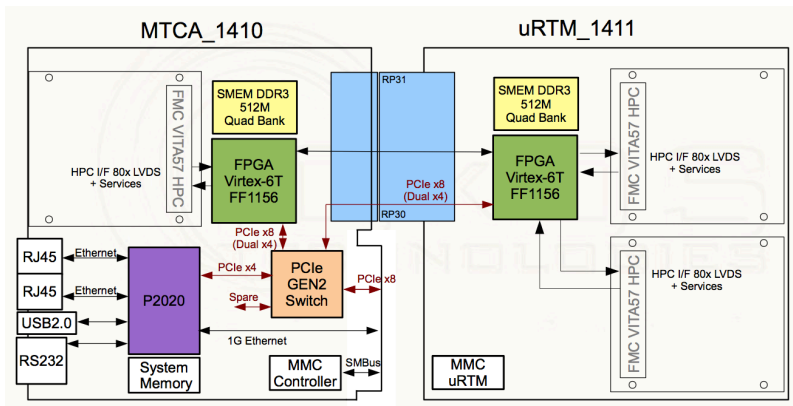 MTCA_1410
uRTM_1411
SMEM DDR3
512M
Quad Bank
FMC VITA57 HPC
HPC I/F 80x LVDS
+ Services
FPGA
Virtex-6T
FF1156
PCIe x8
(Dual x4)
RJ45
Ethernet
RJ45
Ethernet
USB2.0
RS232
P2020
PCIe x4
PCIe
GEN2
Switch
Spare
PCIe x8
1G Ethernet
System
Memory
MMC
Controller
SMBus
RP31
PCIe x8
(Dual x4)
RP30
SMEM DDR3
512M
Quad Bank
FPGA
Virtex-6T
FF1156
FMC VITA57 HPC
HPC I/F 80x LVDS
+ Services
FMC VITA57 HPC
HPC I/F 80x LVDS
+ Services
MMC
uRTM